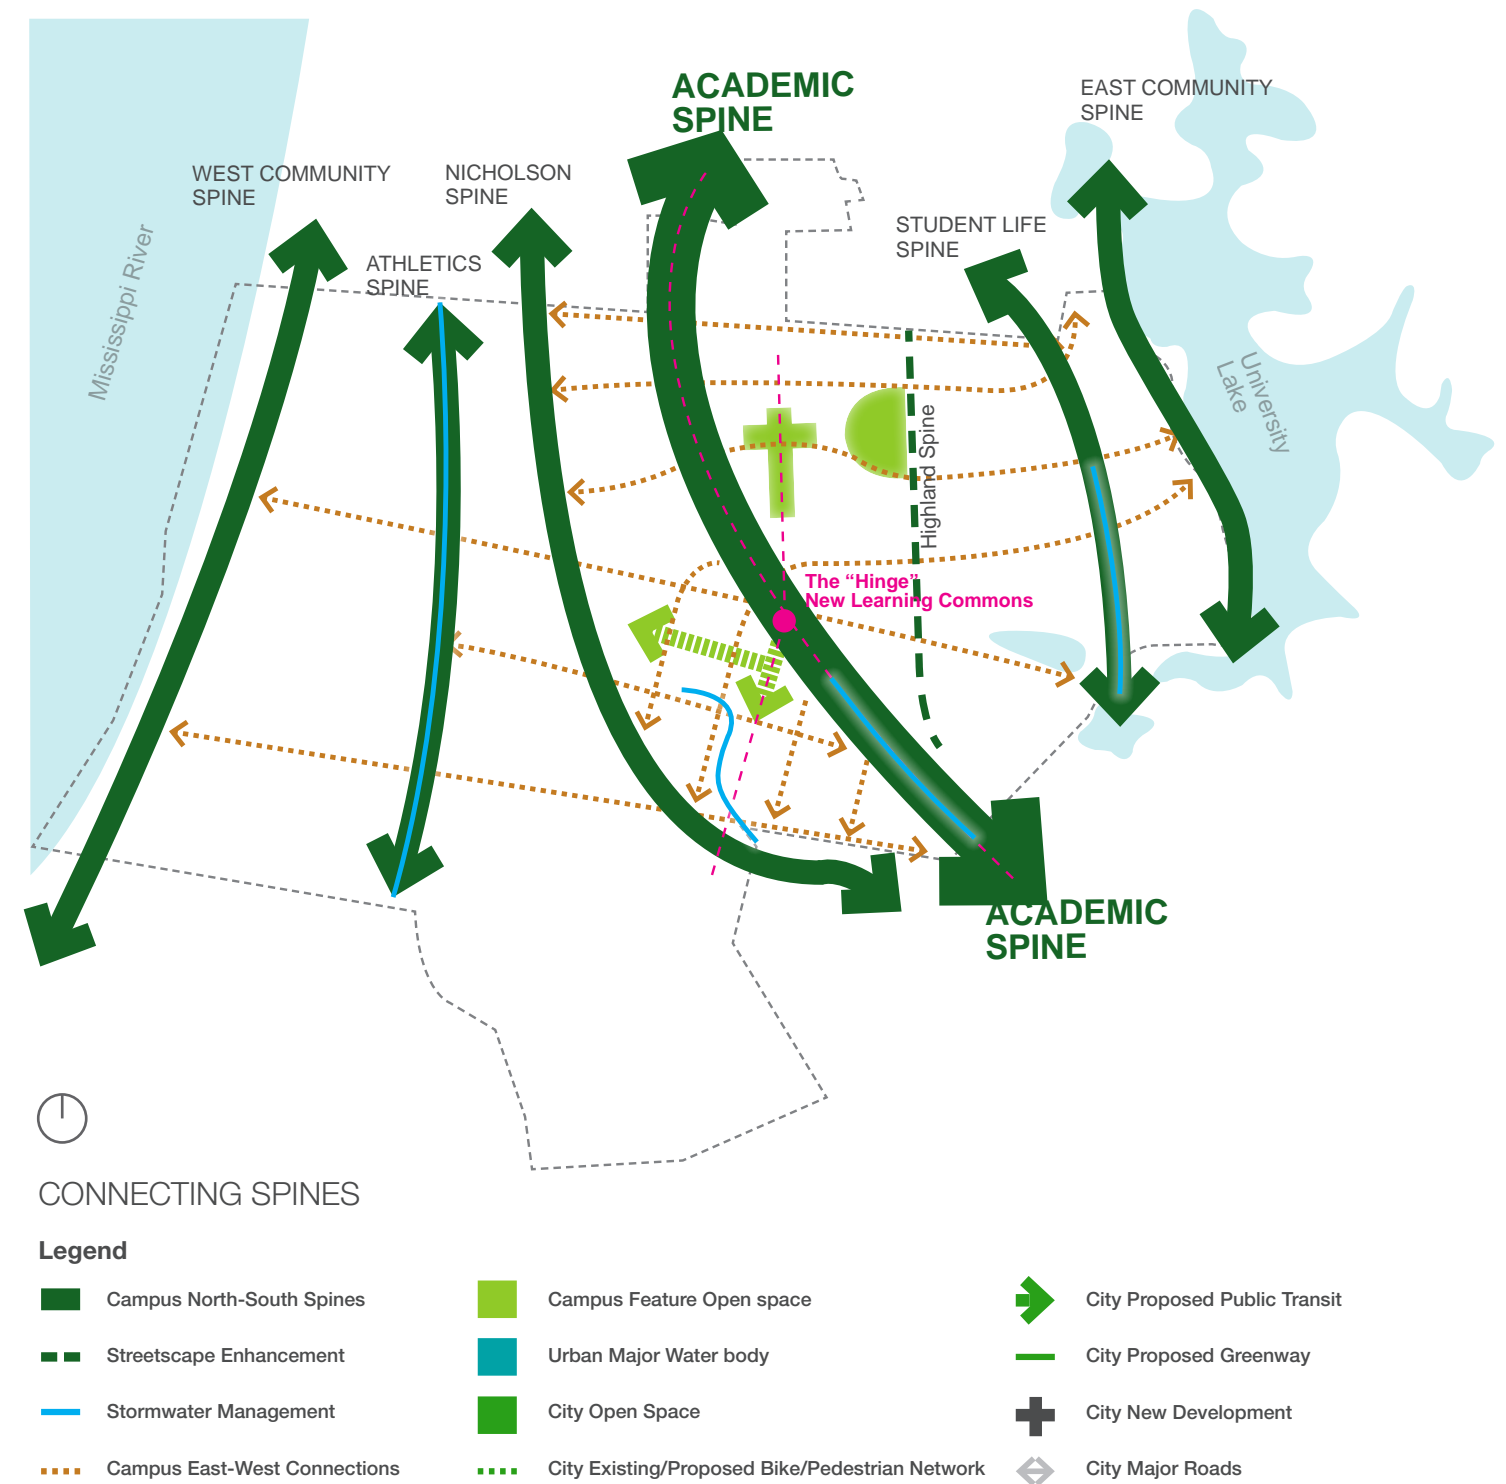 ACADEMIC
SPINE
EAST COMMUNITY
SPINE
WEST COMMUNITY
SPINE
NICHOLSON
SPINE
STUDENT LIFE
SPINE
ATHLETICS
SPINE
Mississippi River
University
Lake
Highland Spine
The “Hinge”
New Learning Commons
ACADEMIC
SPINE
CONNECTING SPINES
Legend
Campus North-South Spines
Streetscape Enhancement
Stormwater Management
Campus East-West Connections
Campus Feature Open space
Urban Major Water body
City Open Space
City Existing/Proposed Bike/Pedestrian Network
City Proposed Public Transit
City Proposed Greenway
City New Development
City Major Roads